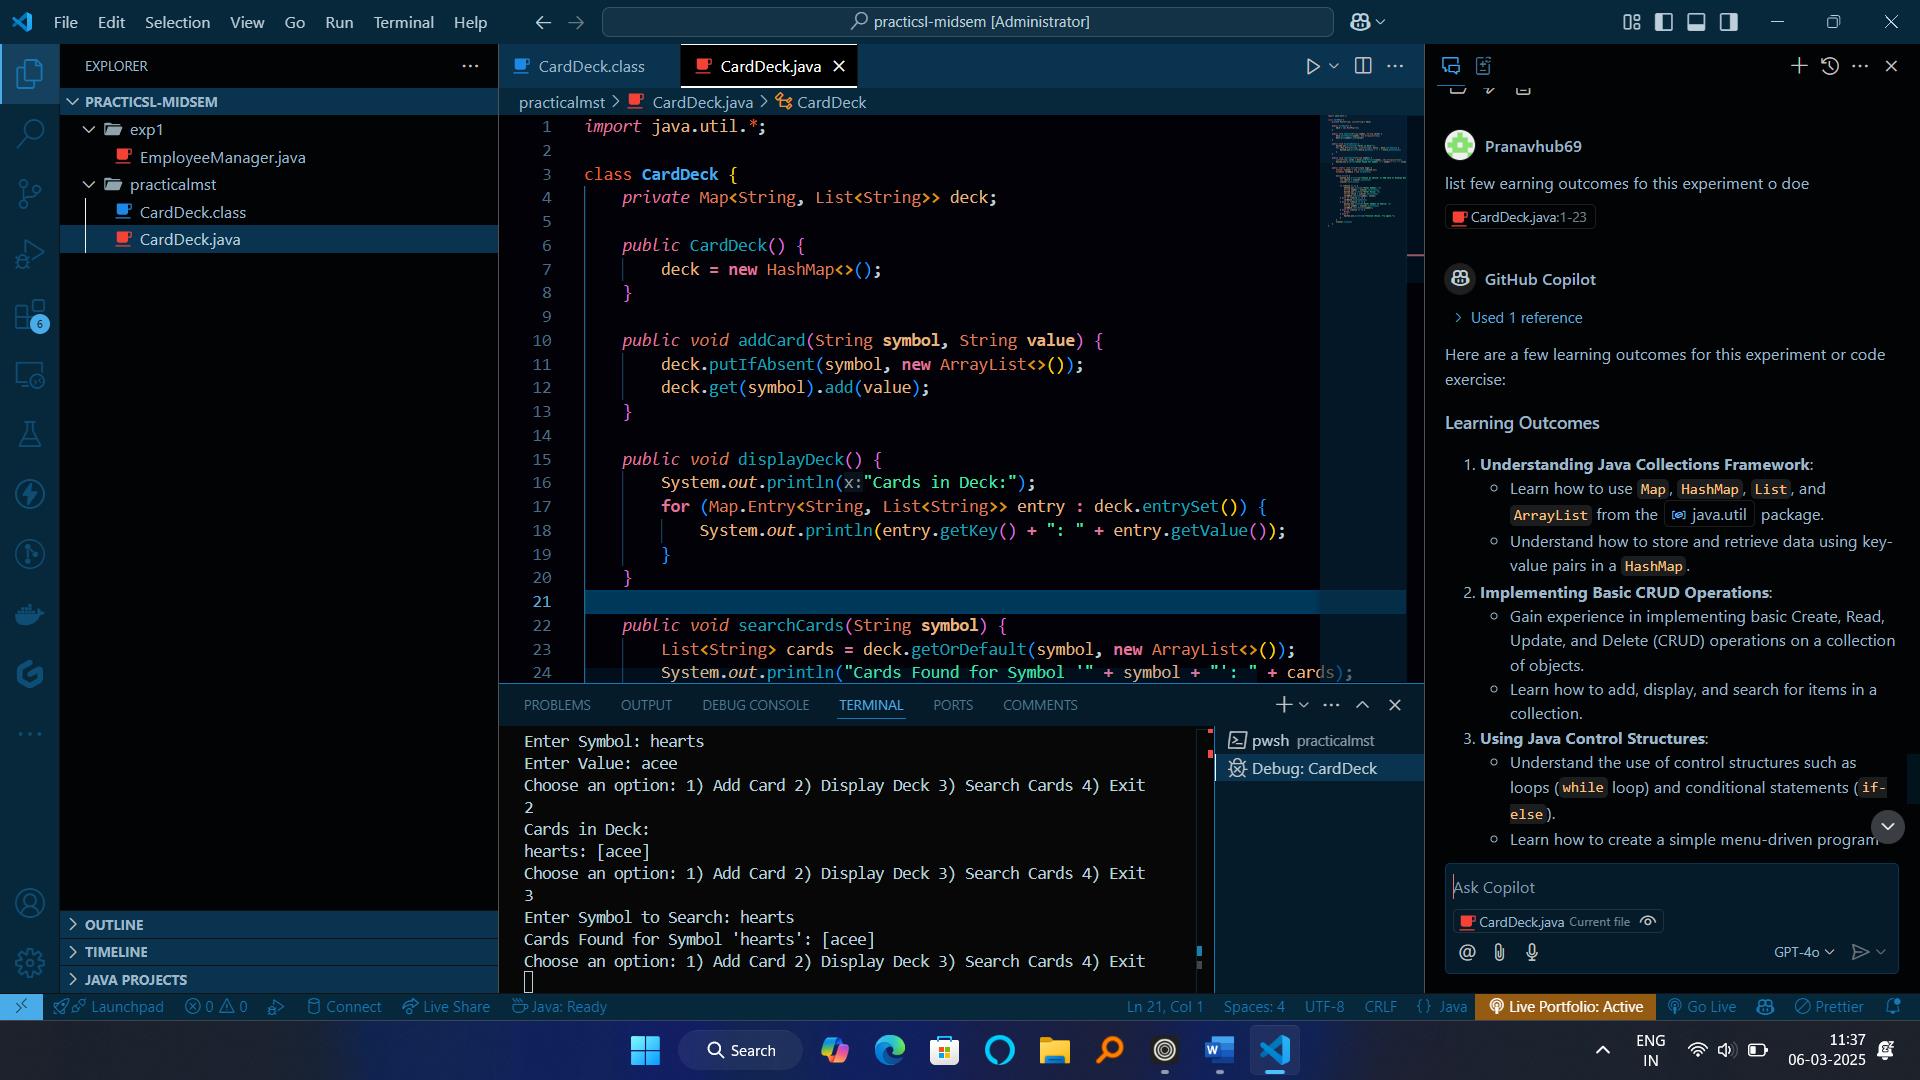 File Edit Selection View Go Run Terminal Help
practicsl-midsem [Administrator]
EXPLORER
PRACTICSL-MIDSEM
exp1
EmployeeManager.java
practicalmst
CardDeck.class
CardDeck.java
6
OUTLINE
TIMELINE
JAVA PROJECTS
CardDeck.class
CardDeck.java
practicalmst > CardDeck.java > CardDeck
1 import java.util.*;
2
3 class CardDeck {
4 private Map<String, List<String>> deck;
5
6 public CardDeck() {
7 deck = new HashMap<>();
8 }
9
10 public void addCard(String symbol, String value) {
11 deck.putIfAbsent(symbol, new ArrayList<>());
12 deck.get(symbol).add(value);
13 }
14
15 public void displayDeck() {
16 System.out.println(x:"Cards in Deck:");
17 for (Map.Entry<String, List<String>> entry : deck.entrySet()) {
18 System.out.println(entry.getKey() + ": " + entry.getValue());
19 }
20 }
21
22 public void searchCards(String symbol) {
23 List<String> cards = deck.getOrDefault(symbol, new ArrayList<>());
24 System.out.println("Cards Found for Symbol '" + symbol + "': " + cards);
PROBLEMS OUTPUT DEBUG CONSOLE TERMINAL PORTS COMMENTS
Enter Symbol: hearts
Enter Value: acee
Choose an option: 1) Add Card 2) Display Deck 3) Search Cards 4) Exit
2
Cards in Deck:
hearts: [acee]
Choose an option: 1) Add Card 2) Display Deck 3) Search Cards 4) Exit
3
Enter Symbol to Search: hearts
Cards Found for Symbol 'hearts': [acee]
Choose an option: 1) Add Card 2) Display Deck 3) Search Cards 4) Exit
pwsh practicalmst
Debug: CardDeck
Pranavhub69
list few earning outcomes fo this experiment o doe
CardDeck.java:1-23
GitHub Copilot
Used 1 reference
Here are a few learning outcomes for this experiment or code
exercise:
Learning Outcomes
1. Understanding Java Collections Framework:
Learn how to use Map, HashMap, List, and
ArrayList from the java.util package.
Understand how to store and retrieve data using key-
value pairs in a HashMap.
2. Implementing Basic CRUD Operations:
Gain experience in implementing basic Create, Read,
Update, and Delete (CRUD) operations on a collection
of objects.
Learn how to add, display, and search for items in a
collection.
3. Using Java Control Structures:
Understand the use of control structures such as
loops (while loop) and conditional statements (if-
else).
Learn how to create a simple menu-driven program
Ask Copilot
CardDeck.java Current file
GPT-4o
Launchpad 0 0 Connect Live Share Java: Ready
Ln 21, Col 1 Spaces: 4 UTF-8 CRLF {} Java Live Portfolio: Active Go Live Prettier
Search
ENG
IN
11:37
06-03-2025